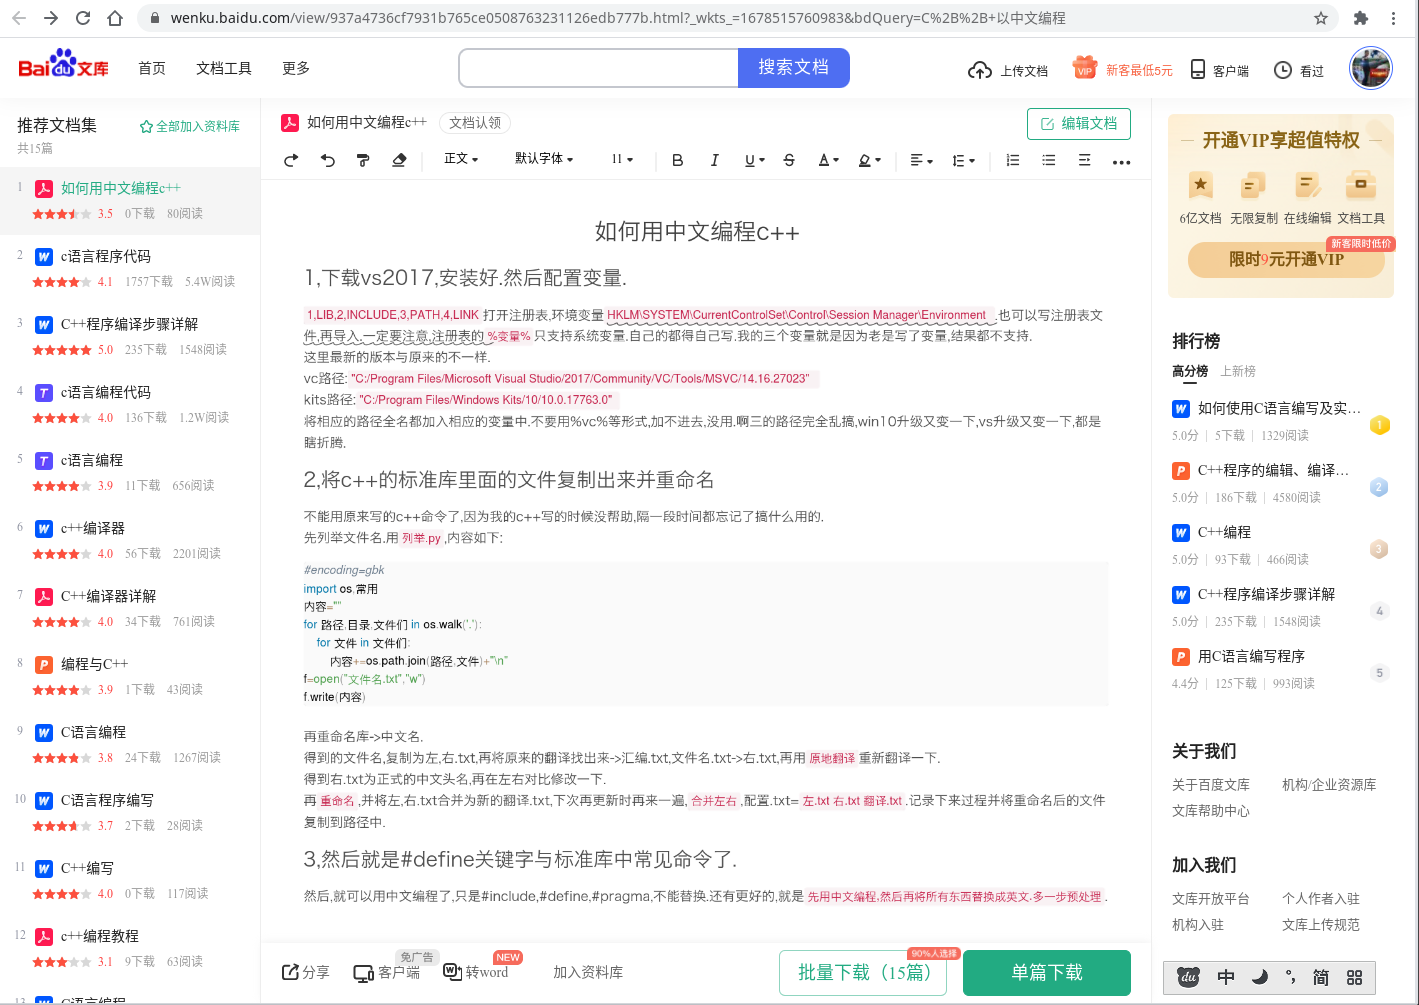 wenku.baidu.com/view/937a4736cf7931b765ce0508763231126edb777b.html?_wkts_=1678515760983&bdQuery=C%2B%2B+以中文编程
Bai du 文库 首页 文档工具 更多 搜索文档 上传文档 VIP 新客最低5元 客户端 看过
推荐文档集 全部加入资料库
共15篇
1 如何用中文编程c++
3.5 0下载 80阅读
2 W c语言程序代码
4.1 1757下载 5.4W阅读
3 W C++程序编译步骤详解
5.0 235下载 1548阅读
4 T c语言编程代码
4.0 136下载 1.2W阅读
5 T c语言编程
3.9 11下载 656阅读
6 W c++编译器
4.0 56下载 2201阅读
7 C++编译器详解
4.0 34下载 761阅读
8 P 编程与C++
3.9 1下载 43阅读
9 W C语言编程
3.8 24下载 1267阅读
10 W C语言程序编写
3.7 2下载 28阅读
11 W C++编写
4.0 0下载 117阅读
12 c++编程教程
3.1 9下载 63阅读
13 C语言编程
如何用中文编程c++ 文档认领 编辑文档
正文 默认字体 11 B I U S A
如何用中文编程c++
1,下载vs2017,安装好.然后配置变量.
1,LIB,2,INCLUDE,3,PATH,4,LINK 打开注册表,环境变量 HKLM\SYSTEM\CurrentControlSet\Control\Session Manager\Environment .也可以写注册表文
件,再导入.一定要注意,注册表的 %变量% 只支持系统变量.自己的都得自己写.我的三个变量就是因为老是写了变量,结果都不支持.
这里最新的版本与原来的不一样.
vc路径: "C:/Program Files/Microsoft Visual Studio/2017/Community/VC/Tools/MSVC/14.16.27023"
kits路径: "C:/Program Files/Windows Kits/10/10.0.17763.0"
将相应的路径全名都加入相应的变量中.不要用%vc%等形式,加不进去,没用.啊三的路径完全乱搞,win10升级又变一下,vs升级又变一下,都是
瞎折腾.
2,将c++的标准库里面的文件复制出来并重命名
不能用原来写的c++命令了,因为我的c++写的时候没帮助,隔一段时间都忘记了搞什么用的.
先列举文件名.用 列举.py ,内容如下:
#encoding=gbk
import os,常用
内容=""
for 路径,目录,文件们 in os.walk('.'):
for 文件 in 文件们:
内容+=os.path.join(路径,文件)+"\n"
f=open("文件名.txt","w")
f.write(内容)
再重命名库->中文名.
得到的文件名,复制为左,右.txt,再将原来的翻译找出来->汇编.txt,文件名.txt->右.txt,再用 原地翻译 重新翻译一下.
得到右.txt为正式的中文头名,再在左右对比修改一下.
再 重命名 ,并将左,右.txt合并为新的翻译.txt,下次再更新时再来一遍, 合并左右 ,配置.txt= 左.txt 右.txt 翻译.txt .记录下来过程并将重命名后的文件
复制到路径中.
3,然后就是#define关键字与标准库中常见命令了.
然后,就可以用中文编程了,只是#include,#define,#pragma,不能替换.还有更好的,就是 先用中文编程,然后再将所有东西替换成英文.多一步预处理 .
分享 免广告 客户端 NEW 转word 加入资料库 批量下载（15篇） 90%人选择 单篇下载
开通VIP享超值特权
6亿文档 无限复制 在线编辑 文档工具
新客限时低价
限时9元开通VIP
排行榜
高分榜 上新榜
W 如何使用C语言编写及实... 1
5.0分 5下载 1329阅读
P C++程序的编辑、编译... 2
5.0分 186下载 4580阅读
W C++编程 3
5.0分 93下载 466阅读
W C++程序编译步骤详解 4
5.0分 235下载 1548阅读
P 用C语言编写程序 5
4.4分 125下载 993阅读
关于我们
关于百度文库 机构/企业资源库
文库帮助中心
加入我们
文库开放平台 个人作者入驻
机构入驻 文库上传规范
du 中 °, 简